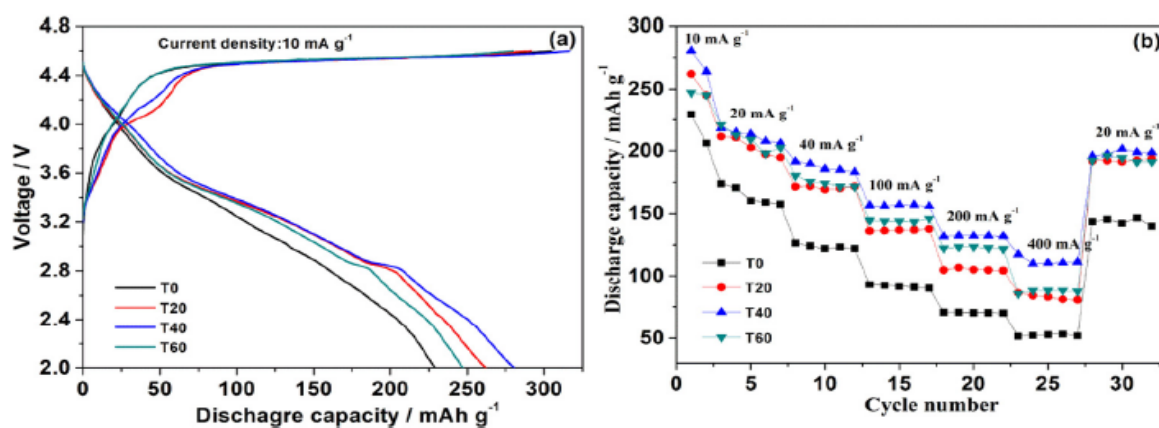 (a)
Current density:10 mA g⁻¹
4.8
4.4
4.0
3.6
3.2
2.8
2.4
2.0
Voltage / V
T0
T20
T40
T60
0 50 100 150 200 250 300
Dischagre capacity / mAh g⁻¹
(b)
300
250
200
150
100
50
Discharge capacity / mAh g⁻¹
10 mA g⁻¹
20 mA g⁻¹
40 mA g⁻¹
100 mA g⁻¹
200 mA g⁻¹
400 mA g⁻¹
20 mA g⁻¹
T0
T20
T40
T60
0 5 10 15 20 25 30
Cycle number